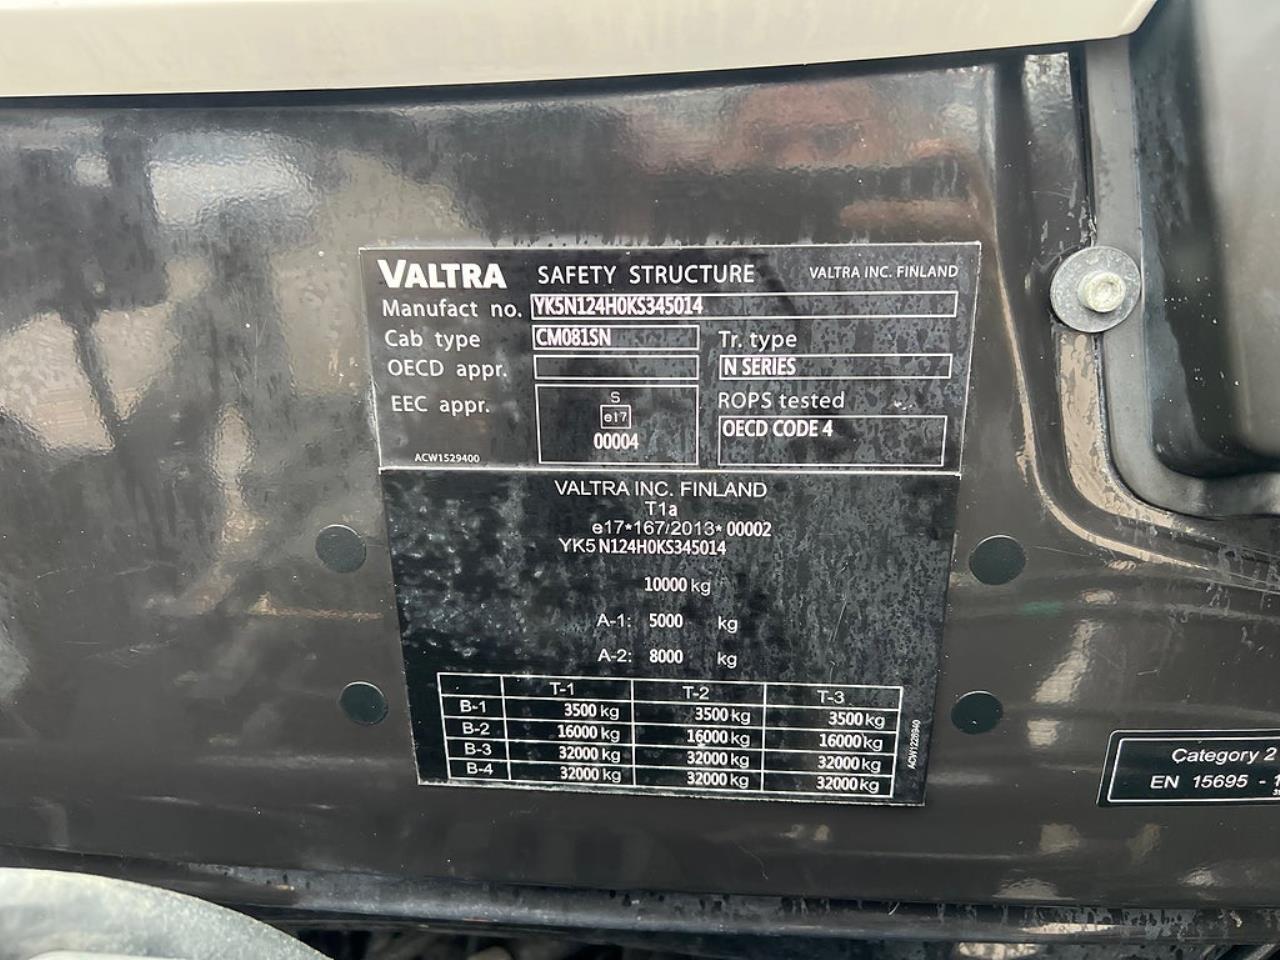 VALTRA SAFETY STRUCTURE VALTRA INC. FINLAND
Manufact no. YK5N124H0KS345014
Cab type CM081SN Tr. type
OECD appr. N SERIES
EEC appr. S ROPS tested
e17 OECD CODE 4
00004
ACW1529400
VALTRA INC. FINLAND
T1a
e17*167/2013* 00002
YK5 N124H0KS345014
10000 kg
A-1: 5000 kg
A-2: 8000 kg
T-1 T-2 T-3
B-1 3500 kg 3500 kg 3500 kg
B-2 16000 kg 16000 kg 16000 kg
B-3 32000 kg 32000 kg 32000 kg
B-4 32000 kg 32000 kg 32000 kg
ACW1226940
Category 2
EN 15695 -